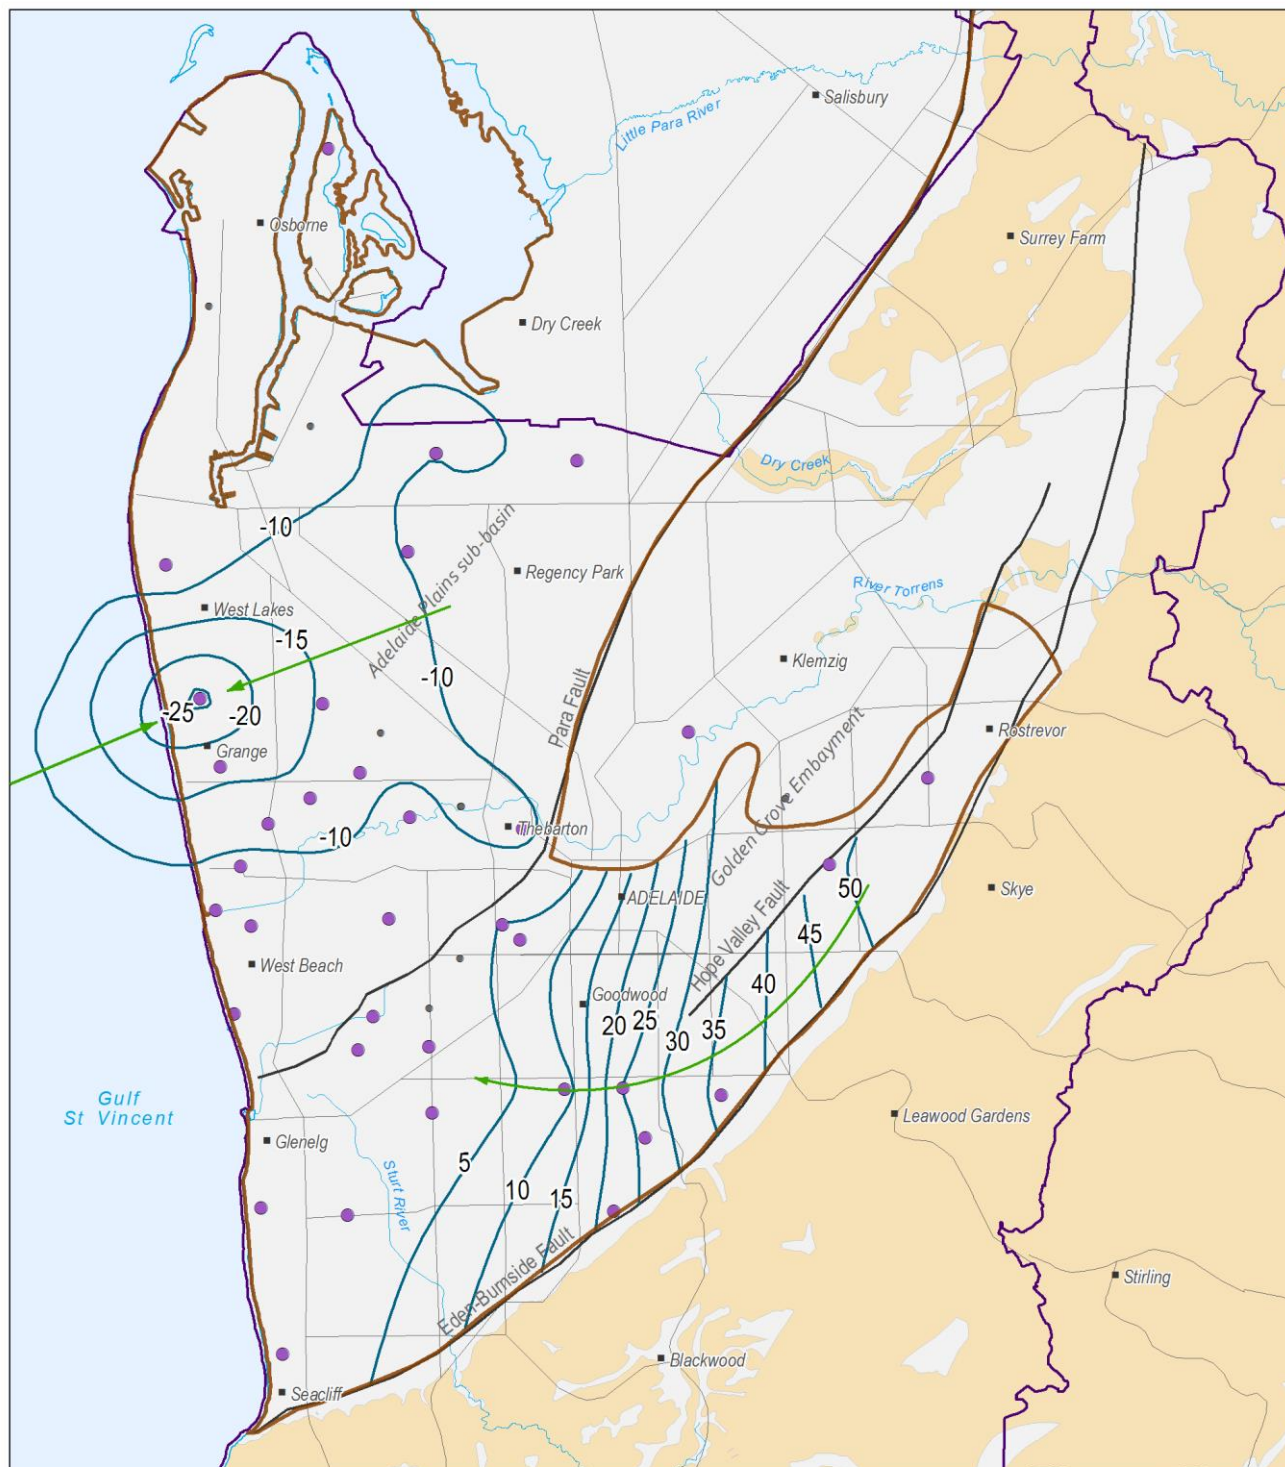 Salisbury
Little Para River
Osborne
Surrey Farm
Dry Creek
Dry Creek
-10
Adelaide Plains sub-basin
Regency Park
River Torrens
West Lakes
-15
Klemzig
-10
-25
-20
Para Fault
Rostrevor
Grange
Golden Grove Embayment
Thebarton
-10
ADELAIDE
50
Skye
Hope Valley Fault
45
West Beach
40
Goodwood
20
25
30
35
Gulf
St Vincent
Leawood Gardens
Glenelg
5
Sturt River
10
15
Eden-Burnside Fault
Stirling
Blackwood
Seacliff